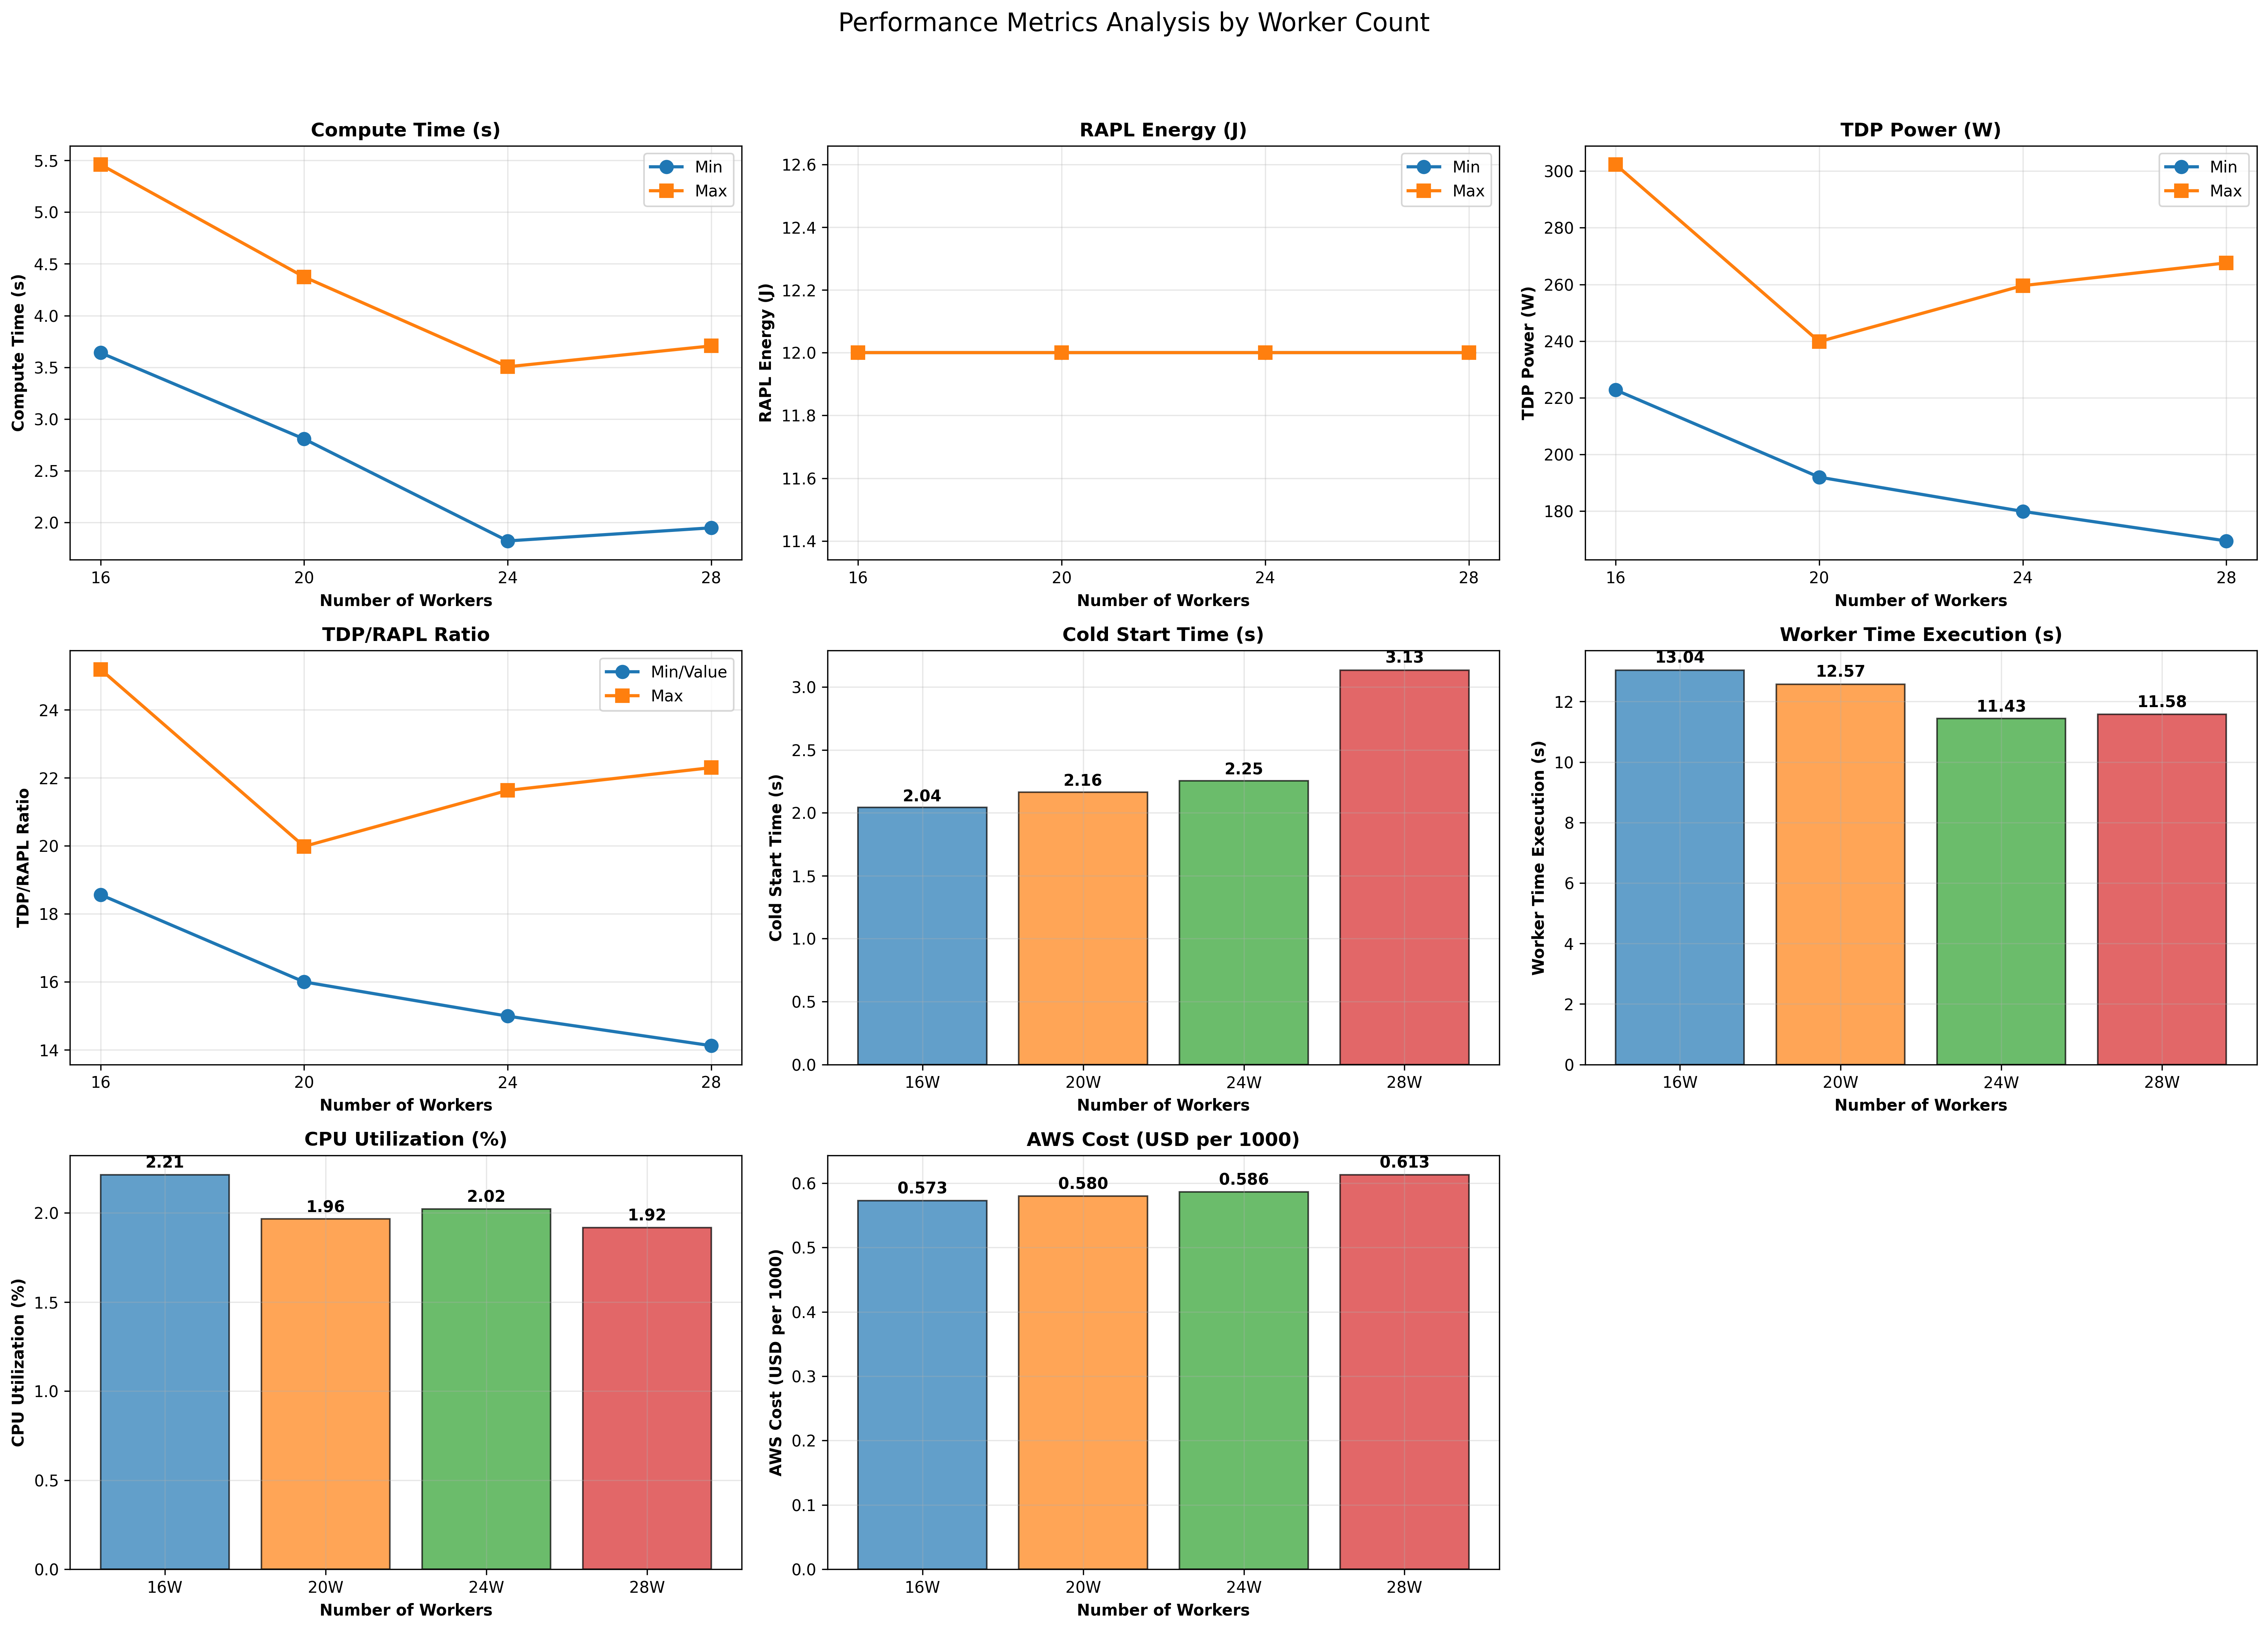 Performance Metrics Analysis by Worker Count
Compute Time (s)
5.5
5.0
4.5
4.0
3.5
3.0
2.5
2.0
Compute Time (s)
Min
Max
16
20
24
28
Number of Workers
RAPL Energy (J)
12.6
12.4
12.2
12.0
11.8
11.6
11.4
RAPL Energy (J)
Min
Max
16
20
24
28
Number of Workers
TDP Power (W)
300
280
260
240
220
200
180
TDP Power (W)
Min
Max
16
20
24
28
Number of Workers
TDP/RAPL Ratio
24
22
20
18
16
14
TDP/RAPL Ratio
Min/Value
Max
16
20
24
28
Number of Workers
Cold Start Time (s)
3.0
2.5
2.0
1.5
1.0
0.5
0.0
Cold Start Time (s)
2.04
2.16
2.25
3.13
16W
20W
24W
28W
Number of Workers
Worker Time Execution (s)
12
10
8
6
4
2
0
Worker Time Execution (s)
13.04
12.57
11.43
11.58
16W
20W
24W
28W
Number of Workers
CPU Utilization (%)
2.0
1.5
1.0
0.5
0.0
CPU Utilization (%)
2.21
1.96
2.02
1.92
16W
20W
24W
28W
Number of Workers
AWS Cost (USD per 1000)
0.6
0.5
0.4
0.3
0.2
0.1
0.0
AWS Cost (USD per 1000)
0.573
0.580
0.586
0.613
16W
20W
24W
28W
Number of Workers